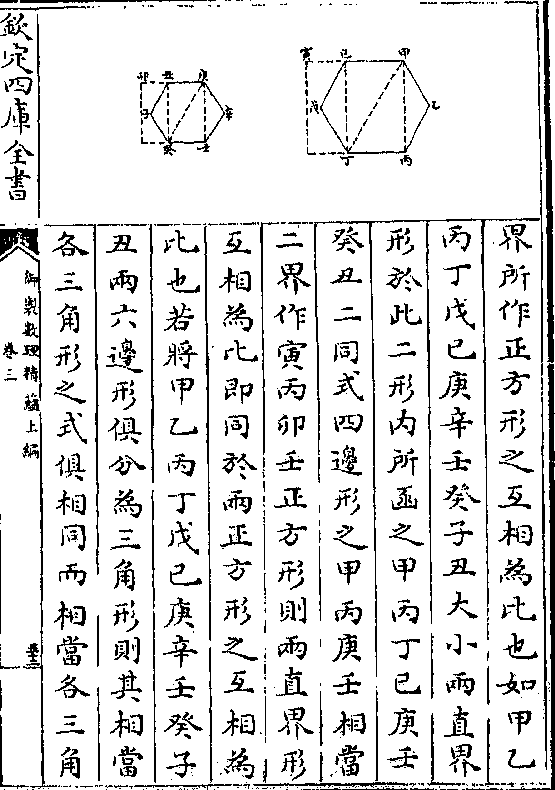 欽定四庫全書
御製數理精蘊上編
卷三
寅 己 甲
戊 乙
丁 丙
卯 丑 庚
子 辛
癸 壬
界所作正方形之互相為比也如甲乙
丙丁戊己庚辛壬癸子丑大小兩直界
形於此二形內所函之甲丙丁己庚壬
癸丑二同式四邊形之甲丙庚壬相當
二界作寅丙卯壬正方形則兩直界形
互相為比即同於兩正方形之互相為
比也若將甲乙丙丁戊己庚辛壬癸子
丑兩六邊形俱分為三角形則其相當
各三角形之式俱相同而相當各三角